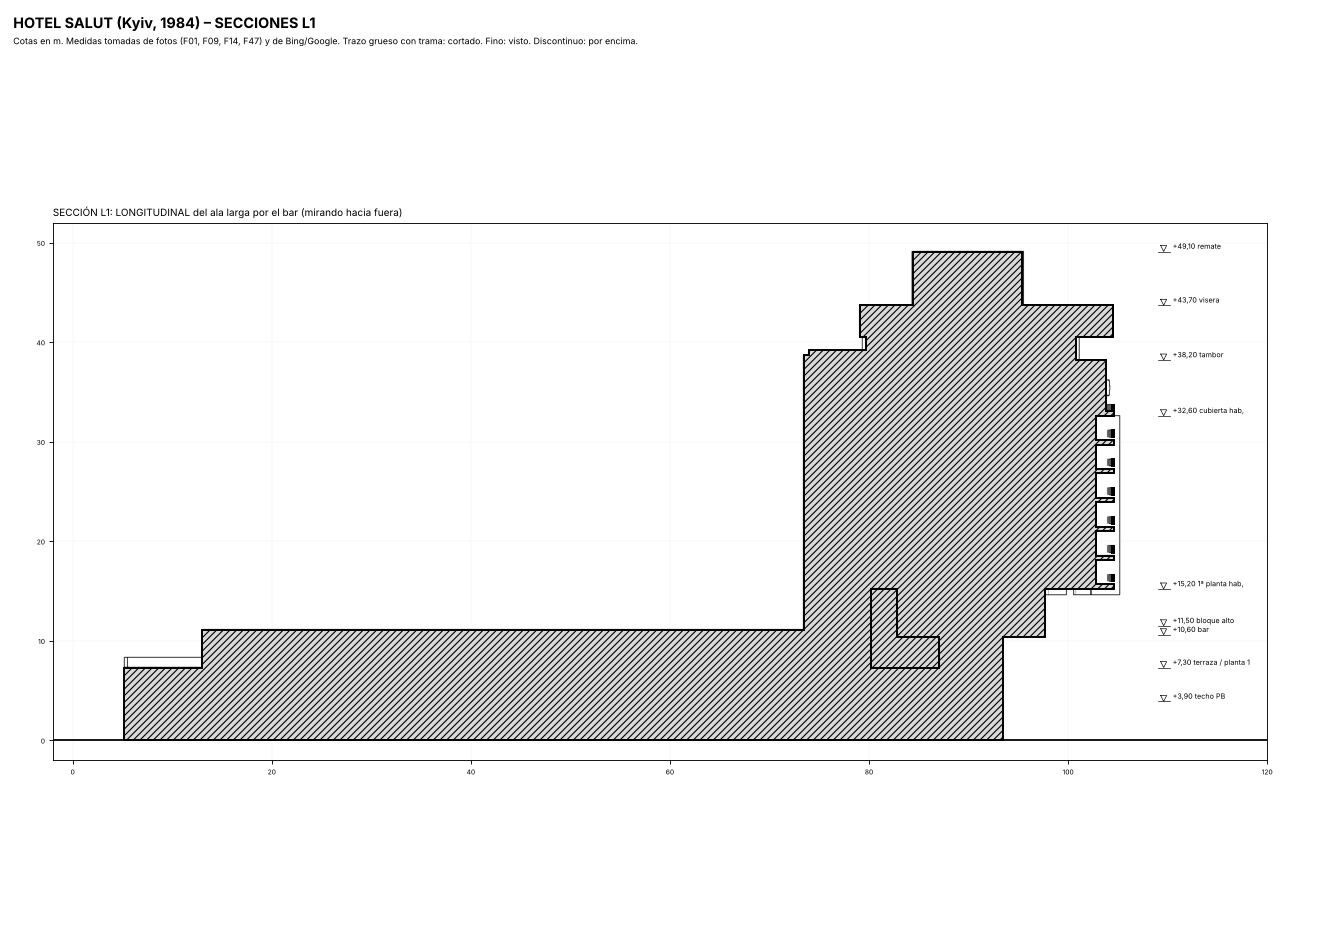 HOTEL SALUT (Kyiv, 1984) – SECCIONES L1
Cotas en m. Medidas tomadas de fotos (F01, F09, F14, F47) y de Bing/Google. Trazo grueso con trama: cortado. Fino: visto. Discontinuo: por encima.
SECCIÓN L1: LONGITUDINAL del ala larga por el bar (mirando hacia fuera)
50
+49,10 remate
+43,70 visera
40
+38,20 tambor
+32,60 cubierta hab,
30
20
+15,20 1ª planta hab,
+11,50 bloque alto
+10,60 bar
10
+7,30 terraza / planta 1
+3,90 techo PB
0
0 20 40 60 80 100 120